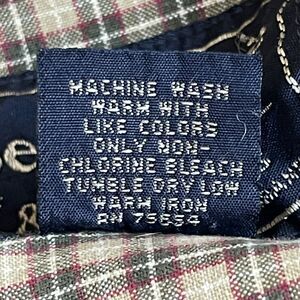 MACHINE WASH
WARM WITH
LIKE COLORS
ONLY NON-
CHLORINE BLEACH
TUMBLE DRY LOW
WARM IRON
RN 75654